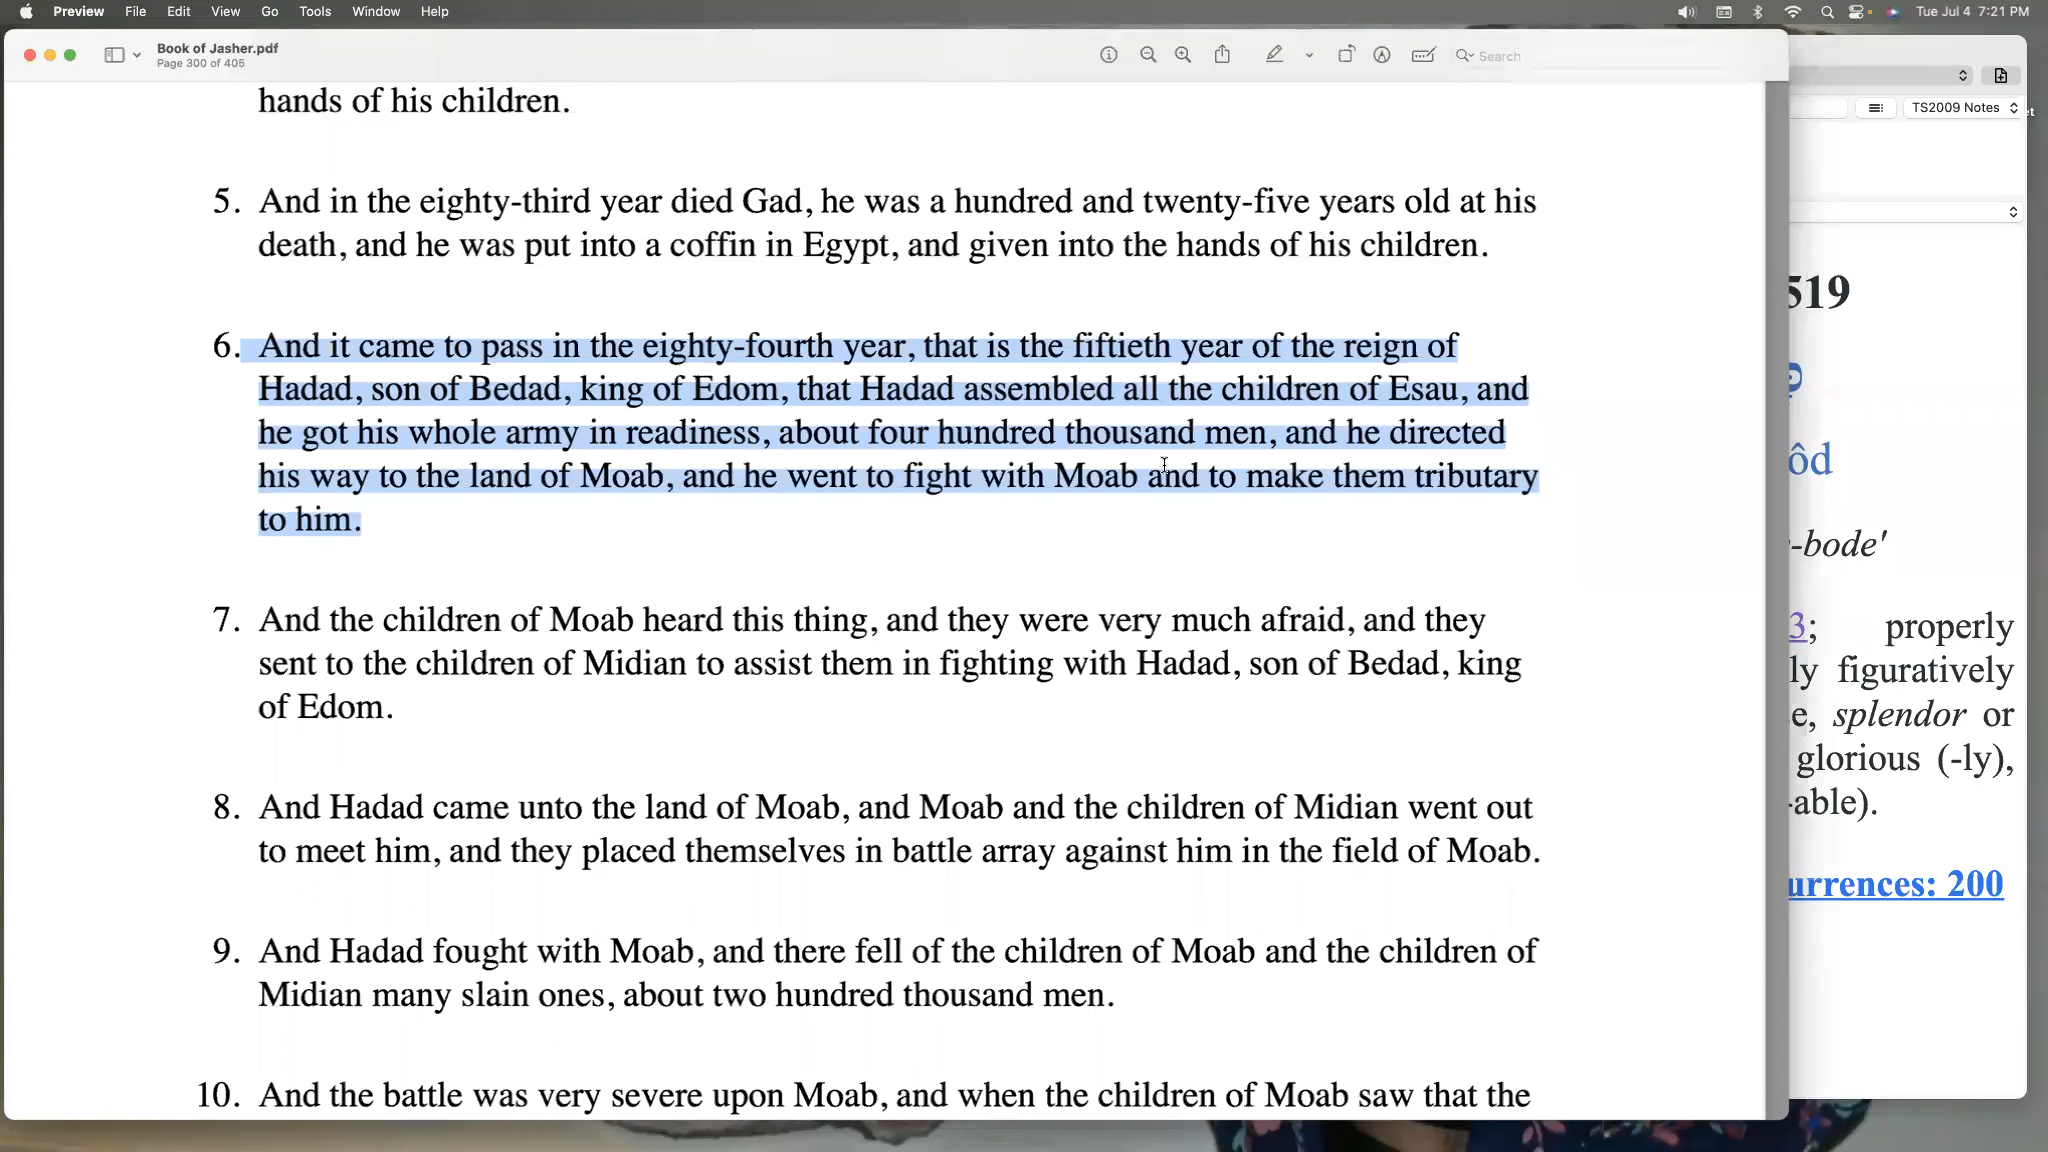 Preview File Edit View Go Tools Window Help
Tue Jul 4 7:21 PM
Book of Jasher.pdf
Page 300 of 405
Search
TS2009 Notes
hands of his children.
5. And in the eighty-third year died Gad, he was a hundred and twenty-five years old at his
death, and he was put into a coffin in Egypt, and given into the hands of his children.
6. And it came to pass in the eighty-fourth year, that is the fiftieth year of the reign of
Hadad, son of Bedad, king of Edom, that Hadad assembled all the children of Esau, and
he got his whole army in readiness, about four hundred thousand men, and he directed
his way to the land of Moab, and he went to fight with Moab and to make them tributary
to him.
7. And the children of Moab heard this thing, and they were very much afraid, and they
sent to the children of Midian to assist them in fighting with Hadad, son of Bedad, king
of Edom.
8. And Hadad came unto the land of Moab, and Moab and the children of Midian went out
to meet him, and they placed themselves in battle array against him in the field of Moab.
9. And Hadad fought with Moab, and there fell of the children of Moab and the children of
Midian many slain ones, about two hundred thousand men.
10. And the battle was very severe upon Moab, and when the children of Moab saw that the
519
ôd
-bode'
3; properly
ly figuratively
e, splendor or
glorious (-ly),
-able).
urrences: 200